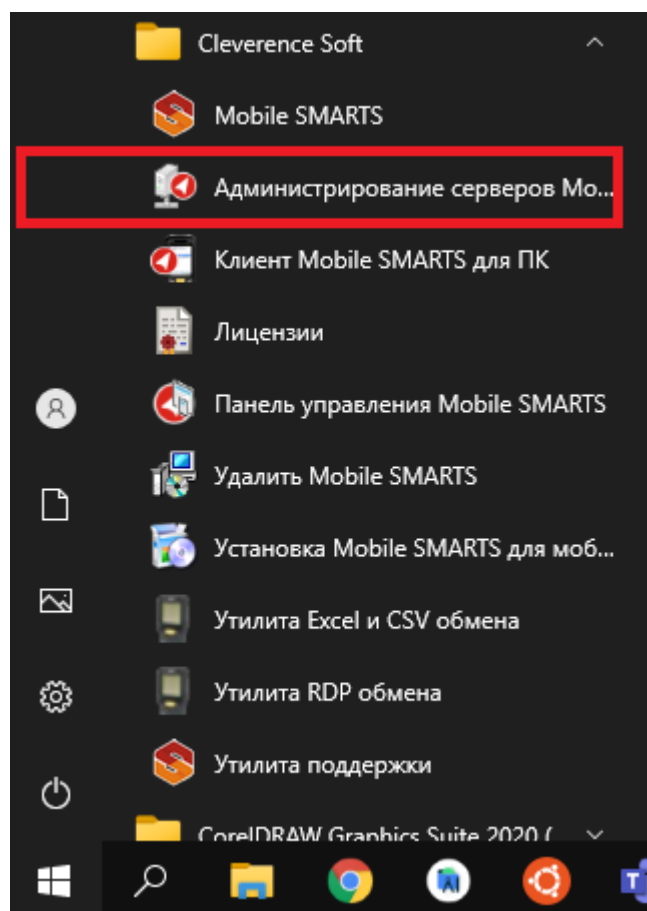 Cleverence Soft
Mobile SMARTS
Администрирование серверов Mo...
Клиент Mobile SMARTS для ПК
Лицензии
Панель управления Mobile SMARTS
Удалить Mobile SMARTS
Установка Mobile SMARTS для моб...
Утилита Excel и CSV обмена
Утилита RDP обмена
Утилита поддержки
CorelDRAW Graphics Suite 2020 (